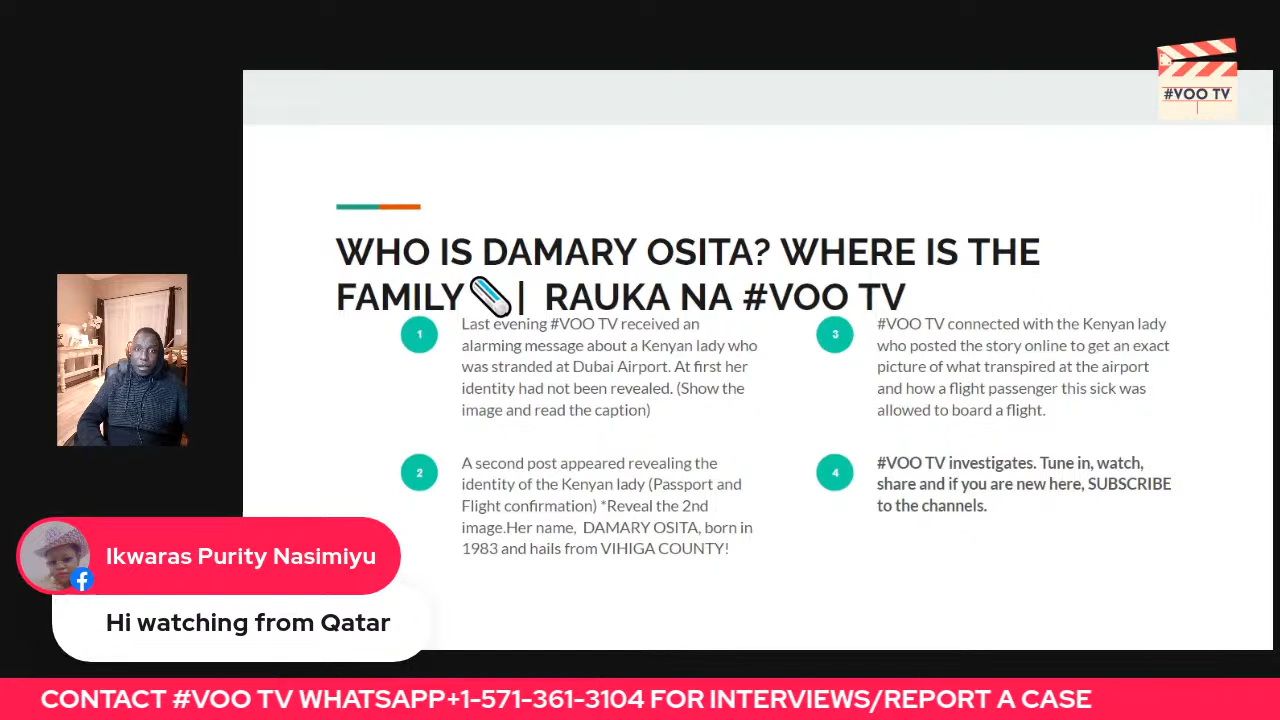 #VOO TV
WHO IS DAMARY OSITA? WHERE IS THE
FAMILY | RAUKA NA #VOO TV
1
Last evening #VOO TV received an
alarming message about a Kenyan lady who
was stranded at Dubai Airport. At first her
identity had not been revealed. (Show the
image and read the caption)
2
A second post appeared revealing the
identity of the Kenyan lady (Passport and
Flight confirmation) *Reveal the 2nd
image.Her name, DAMARY OSITA, born in
1983 and hails from VIHIGA COUNTY!
3
#VOO TV connected with the Kenyan lady
who posted the story online to get an exact
picture of what transpired at the airport
and how a flight passenger this sick was
allowed to board a flight.
4
#VOO TV investigates. Tune in, watch,
share and if you are new here, SUBSCRIBE
to the channels.
Ikwaras Purity Nasimiyu
Hi watching from Qatar
CONTACT #VOO TV WHATSAPP+1-571-361-3104 FOR INTERVIEWS/REPORT A CASE